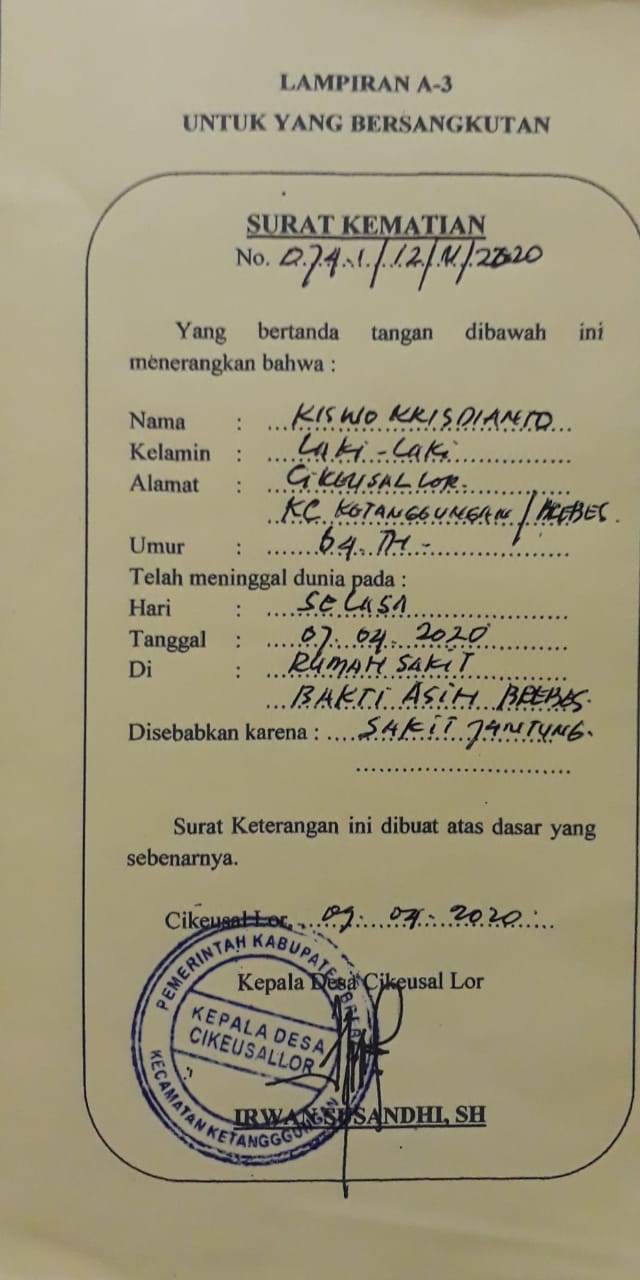 LAMPIRAN A-3
UNTUK YANG BERSANGKUTAN
SURAT KEMATIAN
No. 074.1/12/IV/2020
Yang bertanda tangan dibawah ini
menerangkan bahwa :
Nama : KISWO KRISDIANTO
Kelamin : Laki - Laki
Alamat : CIKEUSAL LOR.
KC KETANGGUNGAN / BREBES.
Umur : 64 TH -
Telah meninggal dunia pada :
Hari : SELASA
Tanggal : 07. 04. 2020
Di : RUMAH SAKIT
BAKTI ASIH BREBES.
Disebabkan karena : SAKIT JANTUNG.
Surat Keterangan ini dibuat atas dasar yang
sebenarnya.
Cikeusal Lor, 09. 04. 2020
Kepala Desa Cikeusal Lor
PEMERINTAH KABUPATEN BREBES
KEPALA DESA
CIKEUSALLOR
KECAMATAN KETANGGGUNGAN
IRWAN SUSANDHI, SH